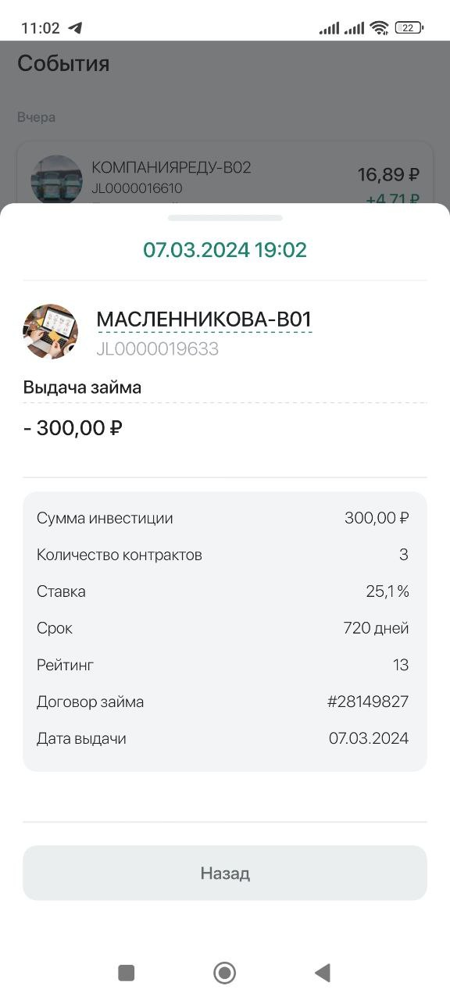 11:02
22
События
Вчера
КОМПАНИЯРЕДУ-В02
16,89 ₽
JL0000016610
+4,71 ₽
07.03.2024 19:02
МАСЛЕННИКОВА-В01
JL0000019633
Выдача займа
- 300,00 ₽
Сумма инвестиции 300,00 ₽
Количество контрактов 3
Ставка 25,1 %
Срок 720 дней
Рейтинг 13
Договор займа #28149827
Дата выдачи 07.03.2024
Назад